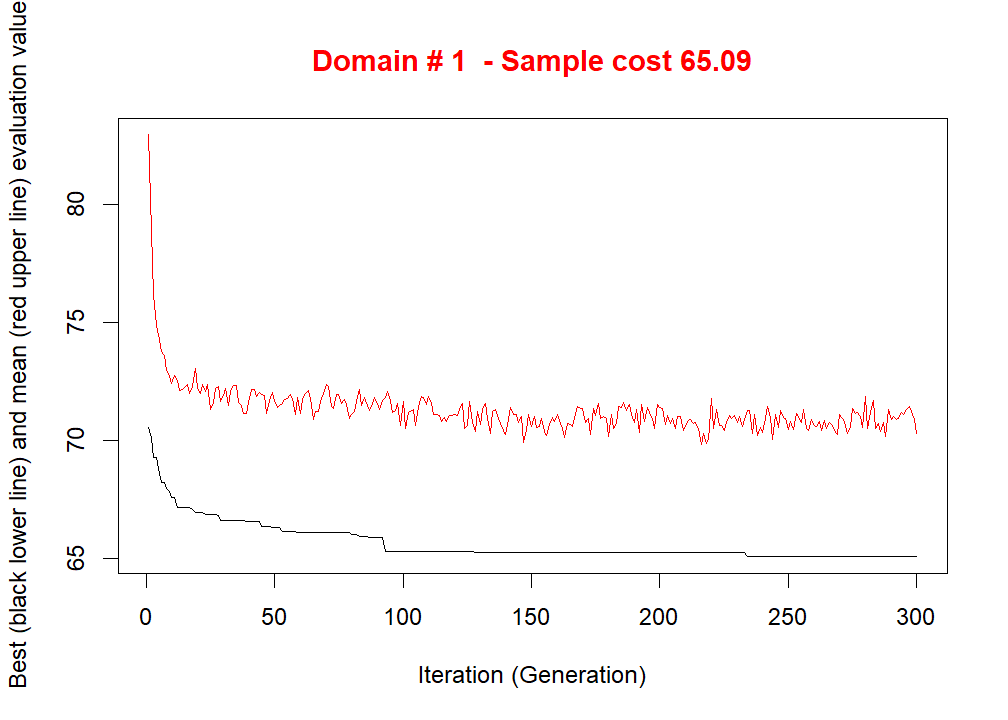 Domain # 1  - Sample cost 65.09
Best (black lower line) and mean (red upper line) evaluation value
80
75
70
65
0 50 100 150 200 250 300
Iteration (Generation)